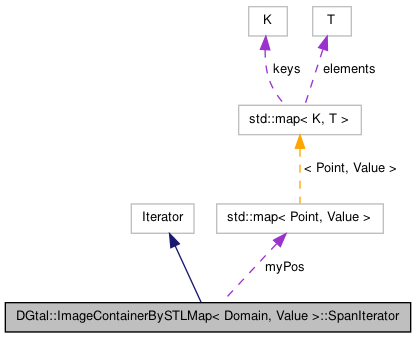 K
T
keys
elements
std::map< K, T >
< Point, Value >
Iterator
std::map< Point, Value >
myPos
DGtal::ImageContainerBySTLMap< Domain, Value >::SpanIterator